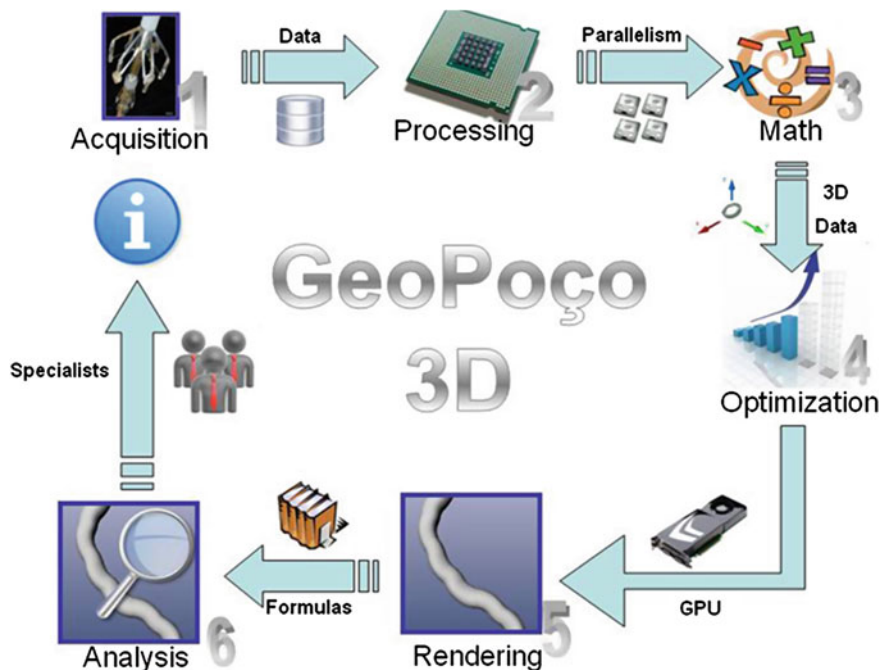 Data
Parallelism
1
2
3
Acquisition
Processing
Math
3D
Data
i
GeoPoço
3D
Specialists
4
Optimization
GPU
Formulas
6
5
Analysis
Rendering